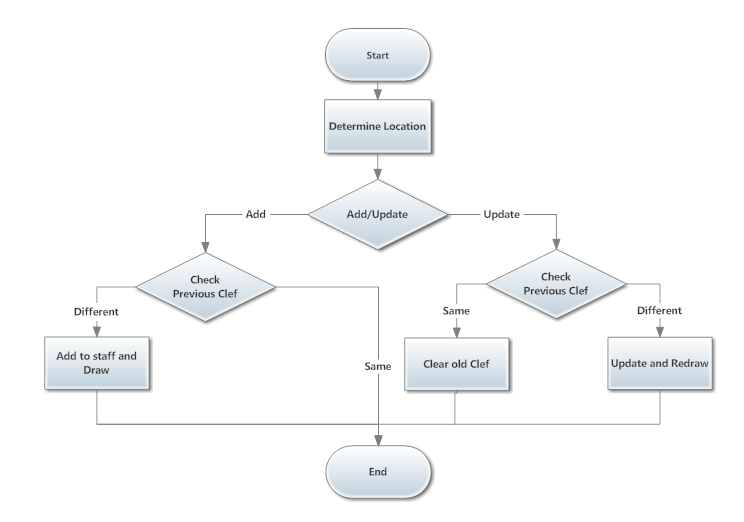 Start
Determine Location
Add/Update
Add
Update
Check
Previous Clef
Check
Previous Clef
Different
Same
Different
Add to staff and
Draw
Same
Clear old Clef
Update and Redraw
End